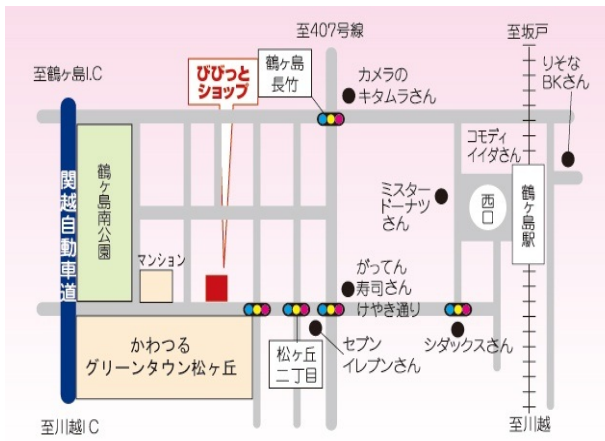 至407号線
至坂戸
至鶴ヶ島I.C
びびっと
ショップ
鶴ヶ島
長竹
カメラの
キタムラさん
りそな
BKさん
コモディ
イイダさん
鶴ヶ島南公園
関越自動車道
ミスター
ドーナツ
さん
西口
鶴ヶ島駅
マンション
がってん
寿司さん
けやき通り
かわつる
グリーンタウン松ヶ丘
松ヶ丘
二丁目
セブン
イレブンさん
シダックスさん
至川越IC
至川越